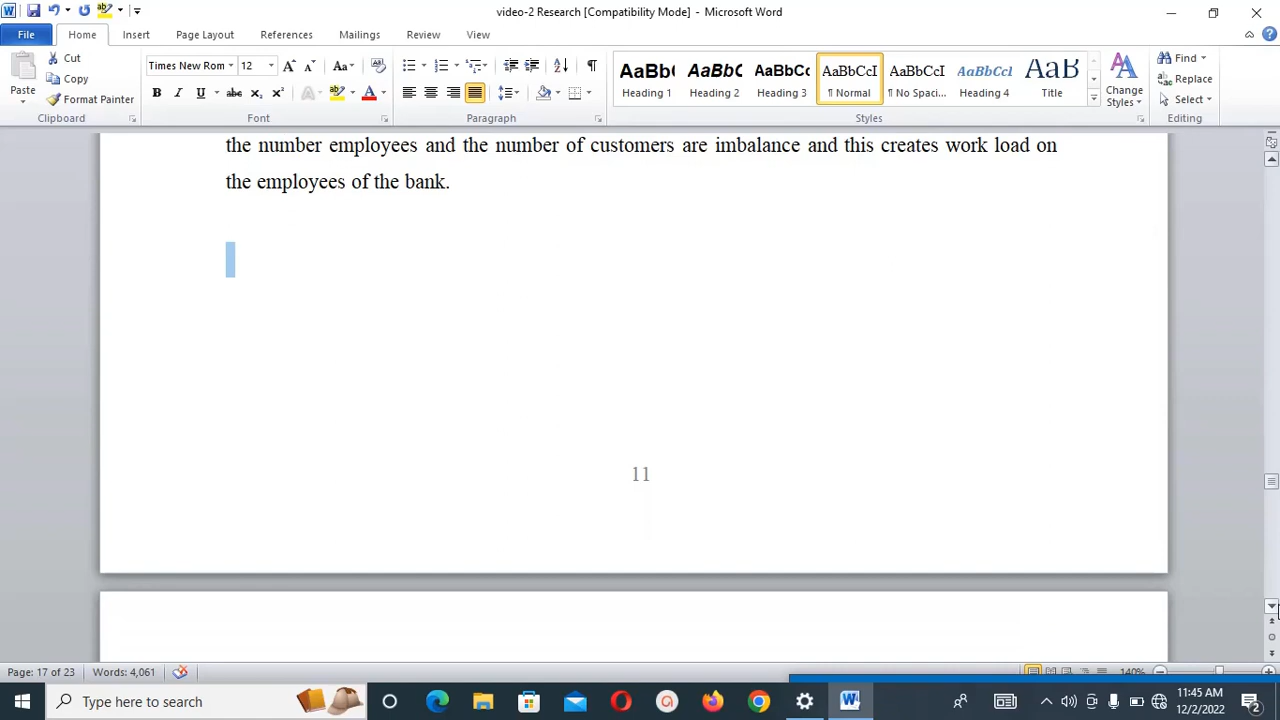 video-2 Research [Compatibility Mode] - Microsoft Word
File Home Insert Page Layout References Mailings Review View
Paste
Cut
Copy
Format Painter
Clipboard
Times New Rom 12
Font
Paragraph
AaBb( AaBbC AaBbCc AaBbCcI AaBbCcI AaBbCcI AaB
Heading 1 Heading 2 Heading 3 ¶ Normal ¶ No Spaci... Heading 4 Title
Change Styles
Styles
Find
Replace
Select
Editing
the number employees and the number of customers are imbalance and this creates work load on
the employees of the bank.
11
Page: 17 of 23 Words: 4,061 140%
Type here to search
11:45 AM
12/2/2022
2